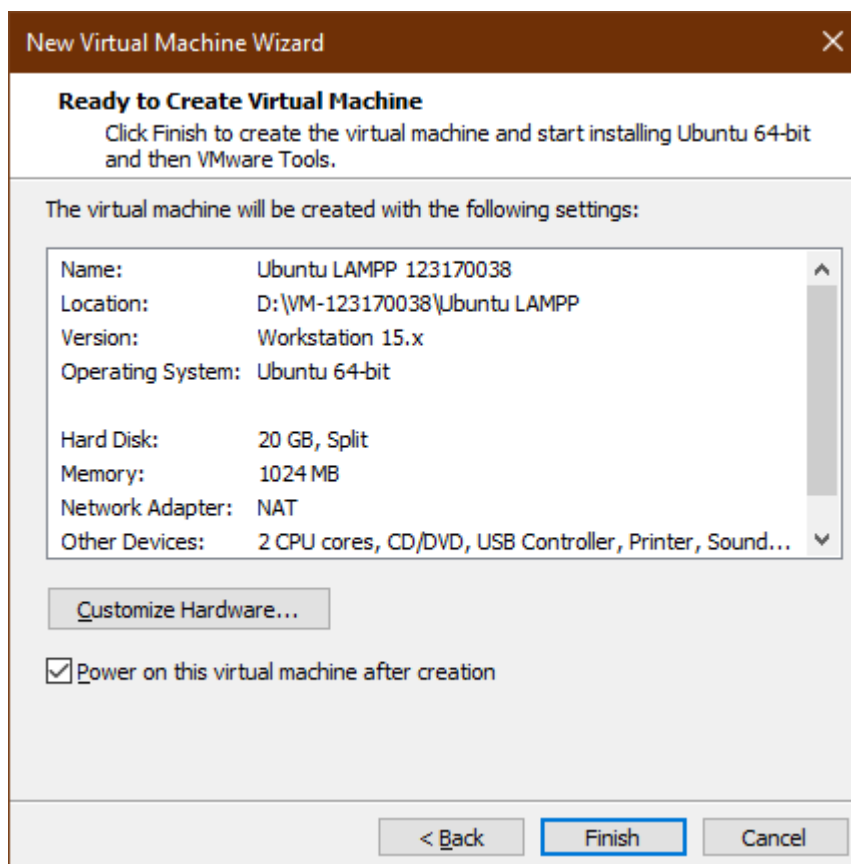 New Virtual Machine Wizard
Ready to Create Virtual Machine
Click Finish to create the virtual machine and start installing Ubuntu 64-bit
and then VMware Tools.
The virtual machine will be created with the following settings:
Name: Ubuntu LAMPP 123170038
Location: D:\VM-123170038\Ubuntu LAMPP
Version: Workstation 15.x
Operating System: Ubuntu 64-bit
Hard Disk: 20 GB, Split
Memory: 1024 MB
Network Adapter: NAT
Other Devices: 2 CPU cores, CD/DVD, USB Controller, Printer, Sound...
Customize Hardware...
Power on this virtual machine after creation
< Back Finish Cancel